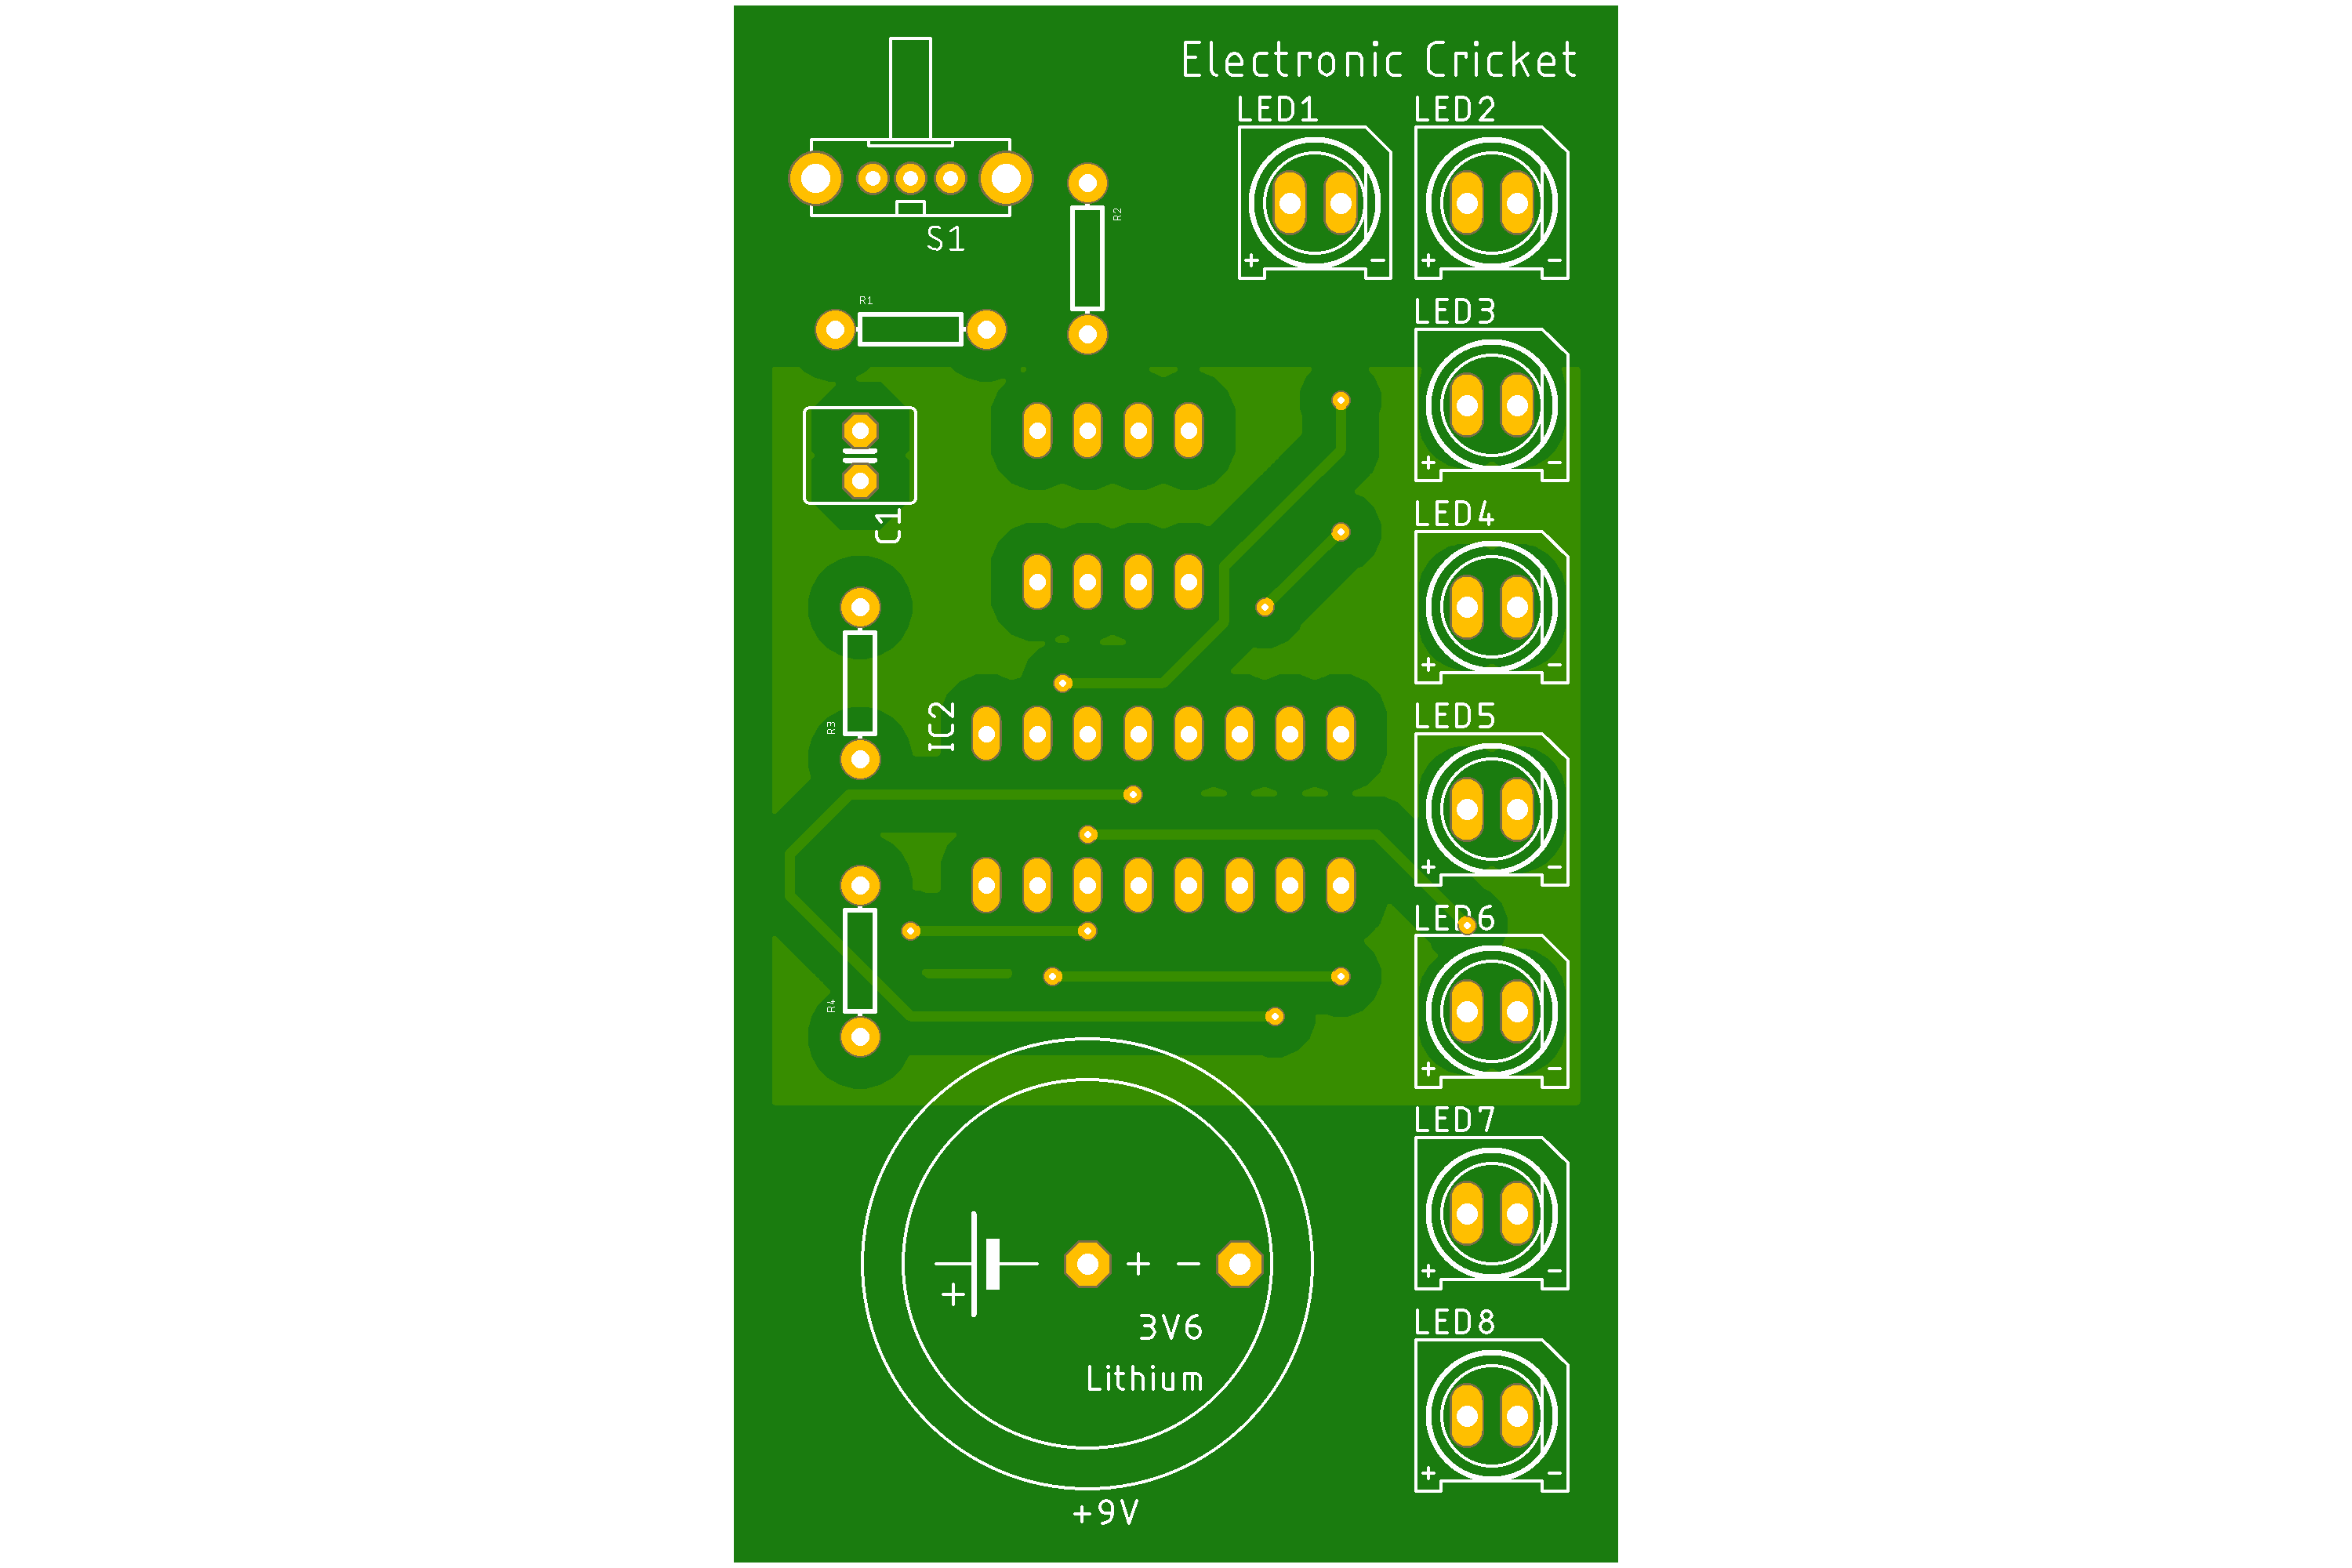 Electronic Cricket
LED1
LED2
+ -
+ -
R2
S1
R1
LED3
+ -
C1
LED4
+ -
IC2
R3
LED5
+ -
LED6
+ -
R4
LED7
+ -
+
+ -
3V6
Lithium
LED8
+ -
+9V